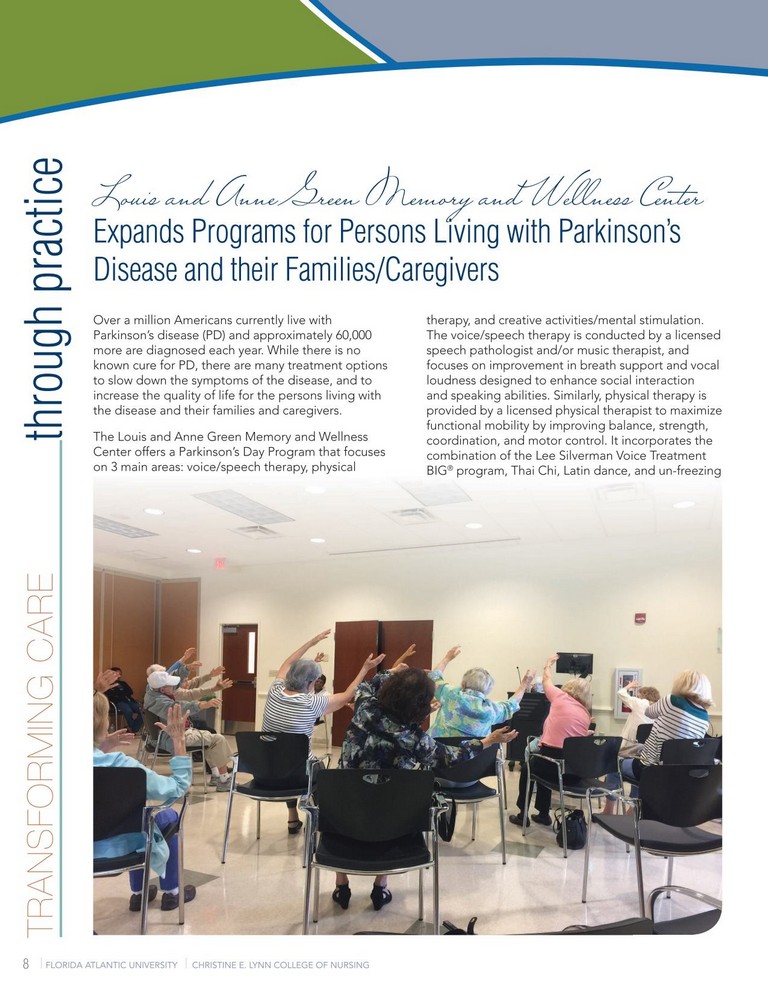 through practice
TRANSFORMING CARE
Louis and Anne Green Memory and Wellness Center
Expands Programs for Persons Living with Parkinson's
Disease and their Families/Caregivers
Over a million Americans currently live with
Parkinson's disease (PD) and approximately 60,000
more are diagnosed each year. While there is no
known cure for PD, there are many treatment options
to slow down the symptoms of the disease, and to
increase the quality of life for the persons living with
the disease and their families and caregivers.
The Louis and Anne Green Memory and Wellness
Center offers a Parkinson's Day Program that focuses
on 3 main areas: voice/speech therapy, physical
therapy, and creative activities/mental stimulation.
The voice/speech therapy is conducted by a licensed
speech pathologist and/or music therapist, and
focuses on improvement in breath support and vocal
loudness designed to enhance social interaction
and speaking abilities. Similarly, physical therapy is
provided by a licensed physical therapist to maximize
functional mobility by improving balance, strength,
coordination, and motor control. It incorporates the
combination of the Lee Silverman Voice Treatment
BIG® program, Thai Chi, Latin dance, and un-freezing
8 | FLORIDA ATLANTIC UNIVERSITY | CHRISTINE E. LYNN COLLEGE OF NURSING